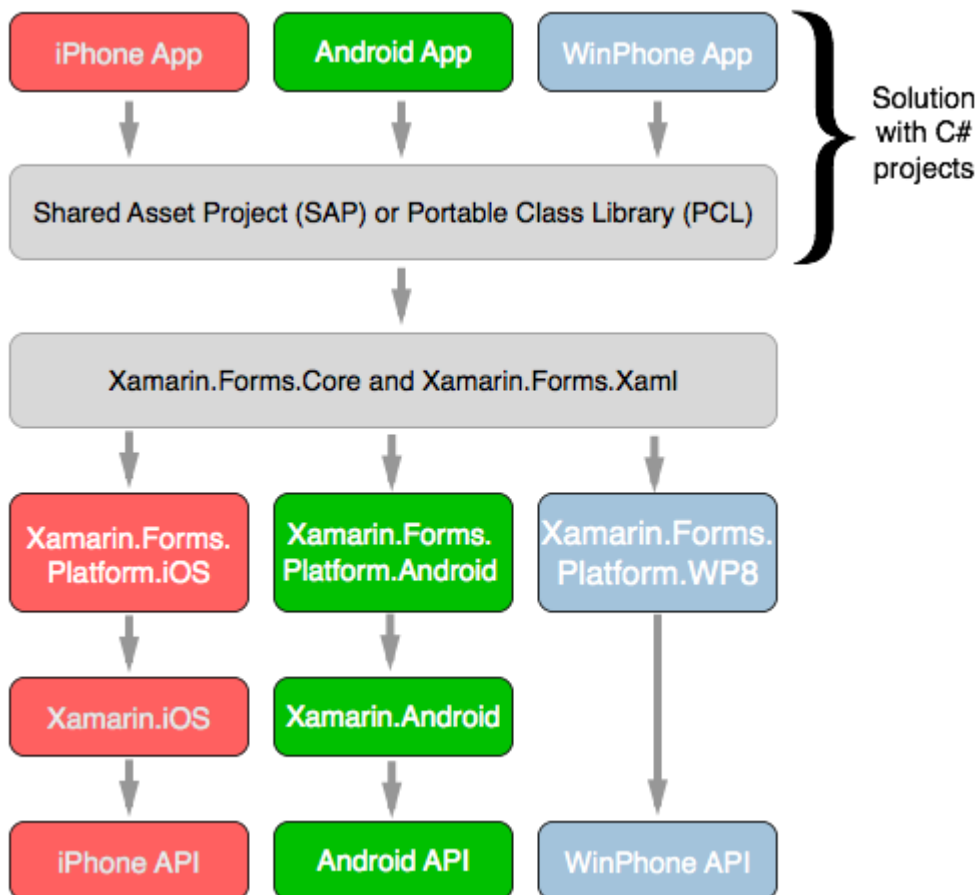 iPhone App
Android App
WinPhone App
Solution
with C#
projects
Shared Asset Project (SAP) or Portable Class Library (PCL)
Xamarin.Forms.Core and Xamarin.Forms.Xaml
Xamarin.Forms.
Platform.iOS
Xamarin.Forms.
Platform.Android
Xamarin.Forms.
Platform.WP8
Xamarin.iOS
Xamarin.Android
iPhone API
Android API
WinPhone API